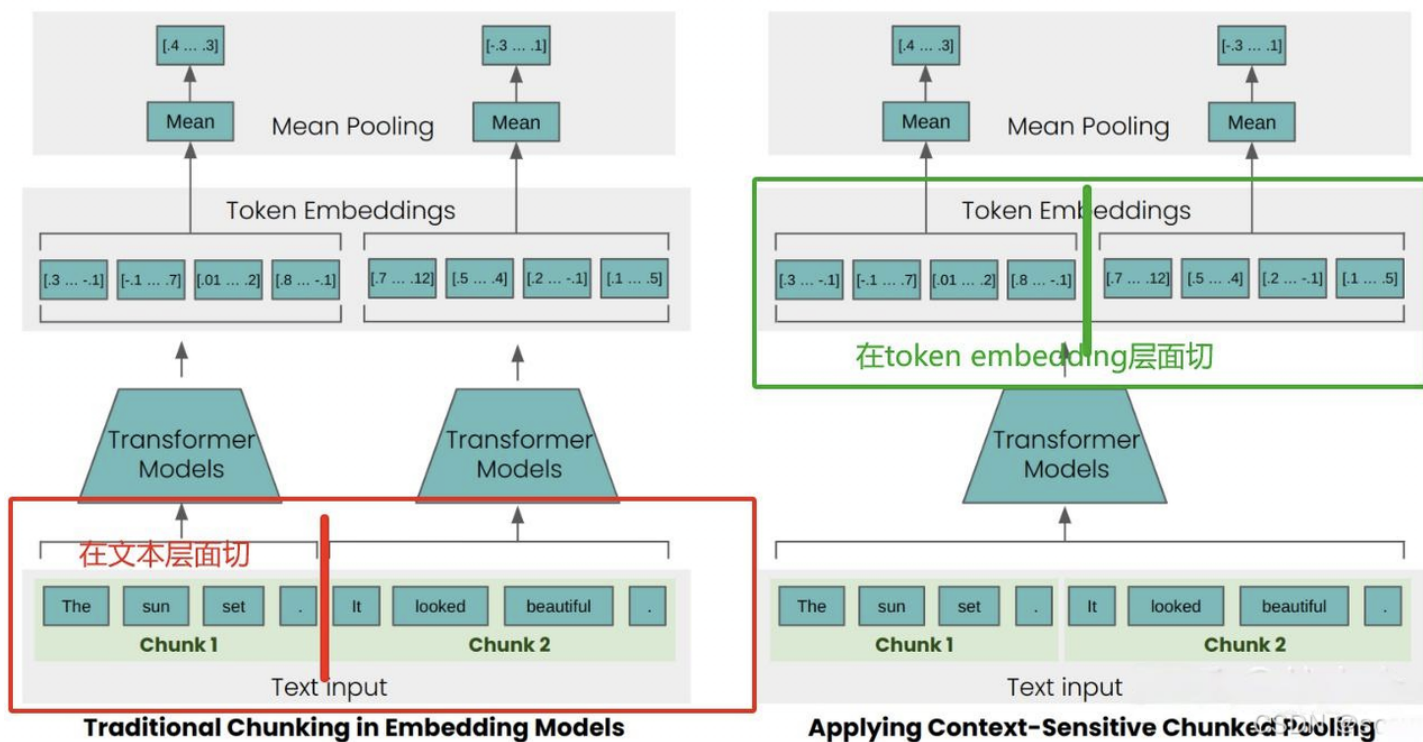 [.4 ... .3]
[-.3 ... .1]
Mean
Mean Pooling
Mean
Token Embeddings
[.3 ... -.1]
[-.1 ... .7]
[.01 ... .2]
[.8 ... -.1]
[.7 ... .12]
[.5 ... .4]
[.2 ... -.1]
[.1 ... .5]
Transformer
Models
Transformer
Models
在文本层面切
The
sun
set
.
It
looked
beautiful
.
Chunk 1
Chunk 2
Text input
Traditional Chunking in Embedding Models
[.4 ... .3]
[-.3 ... .1]
Mean
Mean Pooling
Mean
Token Embeddings
[.3 ... -.1]
[-.1 ... .7]
[.01 ... .2]
[.8 ... -.1]
[.7 ... .12]
[.5 ... .4]
[.2 ... -.1]
[.1 ... .5]
在token embedding层面切
Transformer
Models
The
sun
set
.
It
looked
beautiful
.
Chunk 1
Chunk 2
Text input
Applying Context-Sensitive Chunked Pooling
CSDN